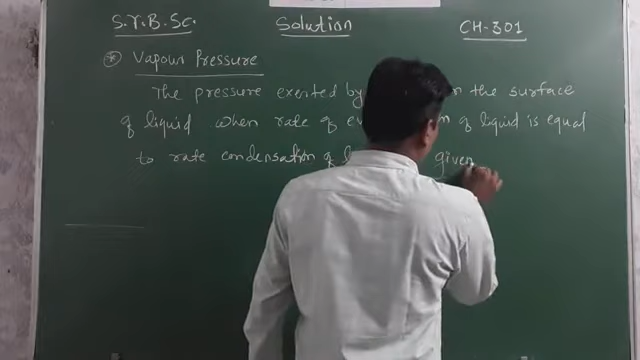 S.Y.B.Sc. Solution CH-301
* Vapour Pressure
The pressure exerted by on the surface
of liquid when rate of of liquid is equal
to rate condensation of given